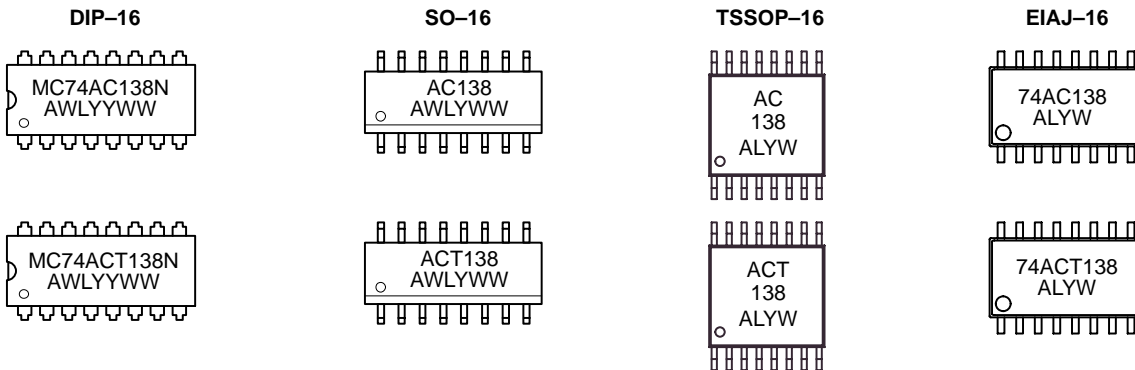 DIP–16
SO–16
TSSOP–16
EIAJ–16
MC74AC138N
AWLYYWW
AC138
AWLYWW
AC
138
ALYW
74AC138
ALYW
MC74ACT138N
AWLYYWW
ACT138
AWLYWW
ACT
138
ALYW
74ACT138
ALYW